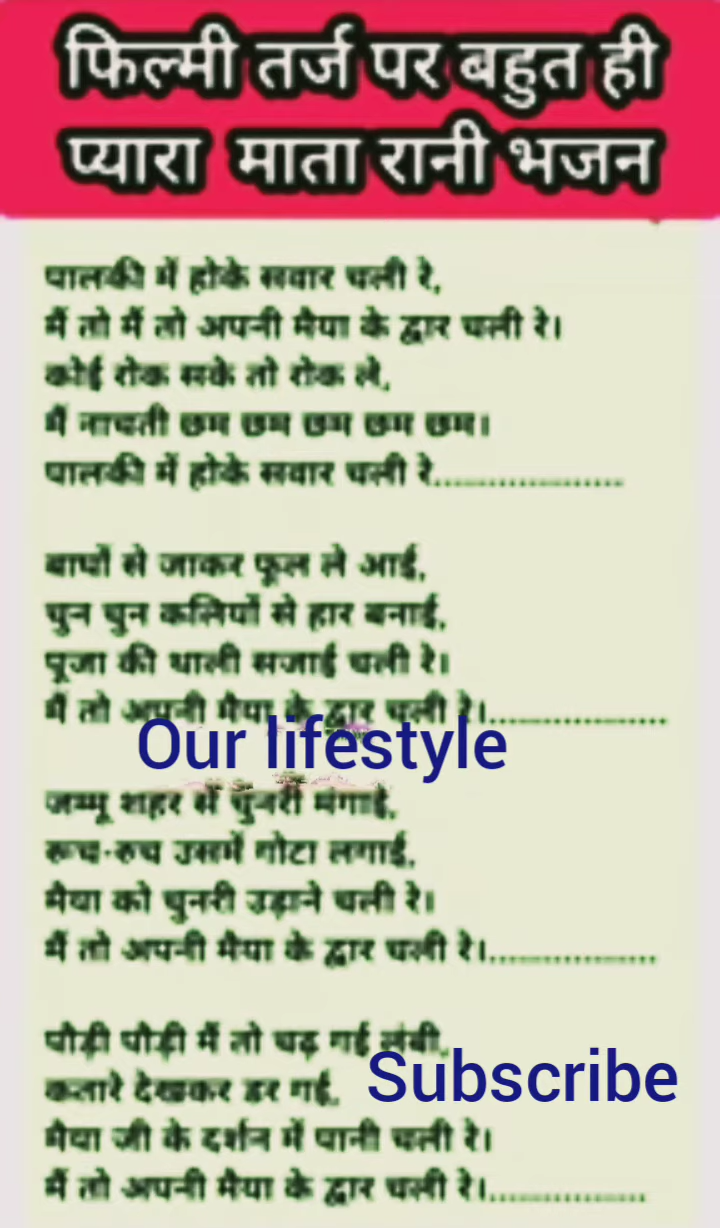 फिल्मी तर्ज पर बहुत ही
प्यारा माता रानी भजन
पालकी में होके सवार चली रे,
मैं तो मैं तो अपनी मैया के द्वार चली रे।
कोई रोक सके तो रोक ले,
मैं नाचती छम छम छम छम छम।
पालकी में होके सवार चली रे...................
बाघों से जाकर फूल ले आई,
चुन चुन कलियों से हार बनाई,
पूजा की थाली सजाई चली रे।
मैं तो अपनी मैया के द्वार चली रे।..................
Our lifestyle
जम्मू शहर से चुनरी मंगाई,
रूच-रुच उसमें गोटा लगाई,
मैया को चुनरी उड़ाने चली रे।
मैं तो अपनी मैया के द्वार चली रे।.................
पौड़ी पौड़ी मैं तो चढ़ गई लंबी,
Subscribe
कतारे देखकर डर गई,
मैया जी के दर्शन में पानी चली रे।
मैं तो अपनी मैया के द्वार चली रे।................